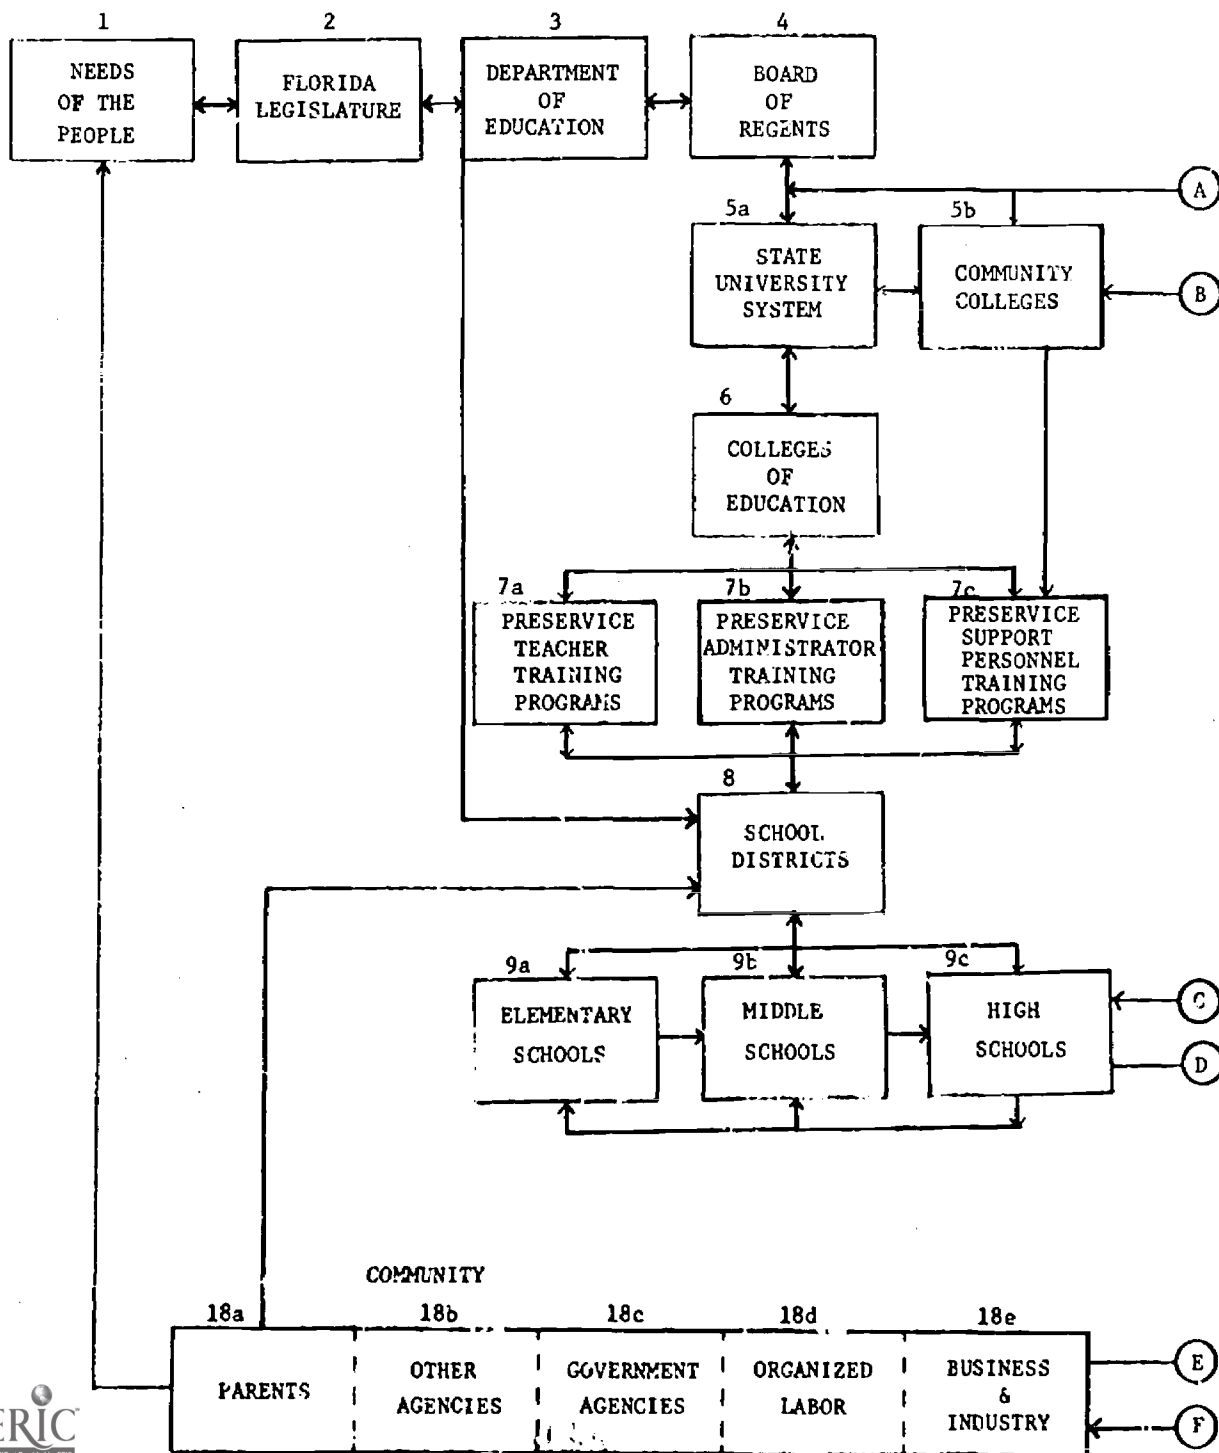 1
2
3
4
NEEDS
OF THE
PEOPLE
FLORIDA
LEGISLATURE
DEPARTMENT
OF
EDUCATION
BOARD
OF
REGENTS
A
5a
5b
STATE
UNIVERSITY
SYSTEM
COMMUNITY
COLLEGES
B
6
COLLEGES
OF
EDUCATION
7a
7b
7c
PRESERVICE
TEACHER
TRAINING
PROGRAMS
PRESERVICE
ADMINISTRATOR
TRAINING
PROGRAMS
PRESERVICE
SUPPORT
PERSONNEL
TRAINING
PROGRAMS
8
SCHOOL
DISTRICTS
9a
9b
9c
ELEMENTARY
SCHOOLS
MIDDLE
SCHOOLS
HIGH
SCHOOLS
C
D
COMMUNITY
18a
18b
18c
18d
18e
PARENTS
OTHER
AGENCIES
GOVERNMENT
AGENCIES
ORGANIZED
LABOR
BUSINESS
&
INDUSTRY
E
F
ERIC